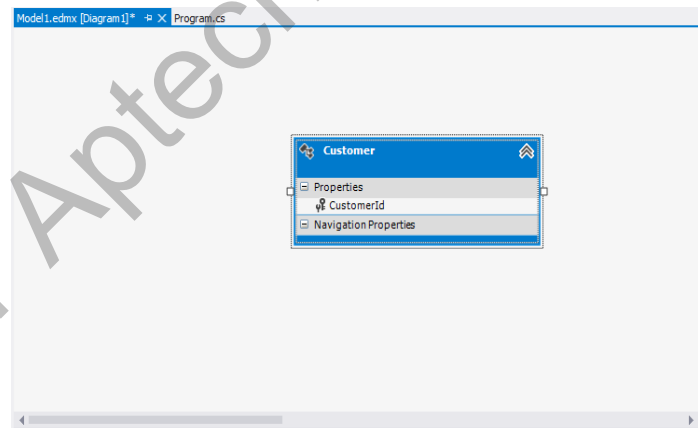 Model1.edmx [Diagram1]* Program.cs
Customer
Properties
CustomerId
Navigation Properties
Aptech